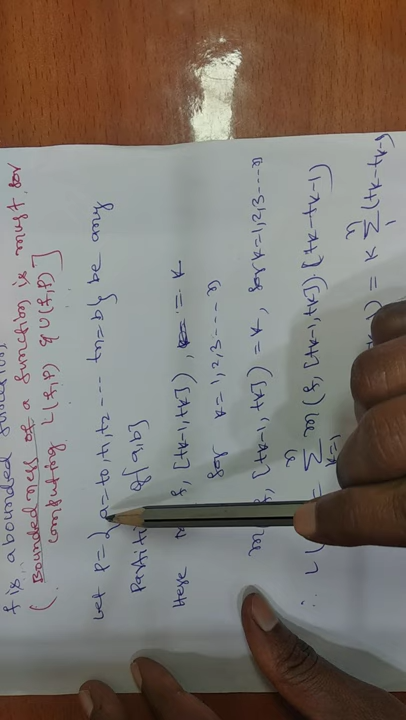 f is a bounded function
( Boundedness of a function is must for
computing L(f,P) & U(f,P) ]
Let P = { a = t0, t1, t2 ... tn = b} be any
of [a,b]
Here f, [tk-1, tk]) , = K
for k = 1,2,3 ... n
f, [tk-1, tk]) = K, for k = 1,2,3 ... n
∴ L( = n Σ k=1 m (f, [tk-1, tk]) . [tk - tk-1)
) = K n Σ 1 (tk - tk-1